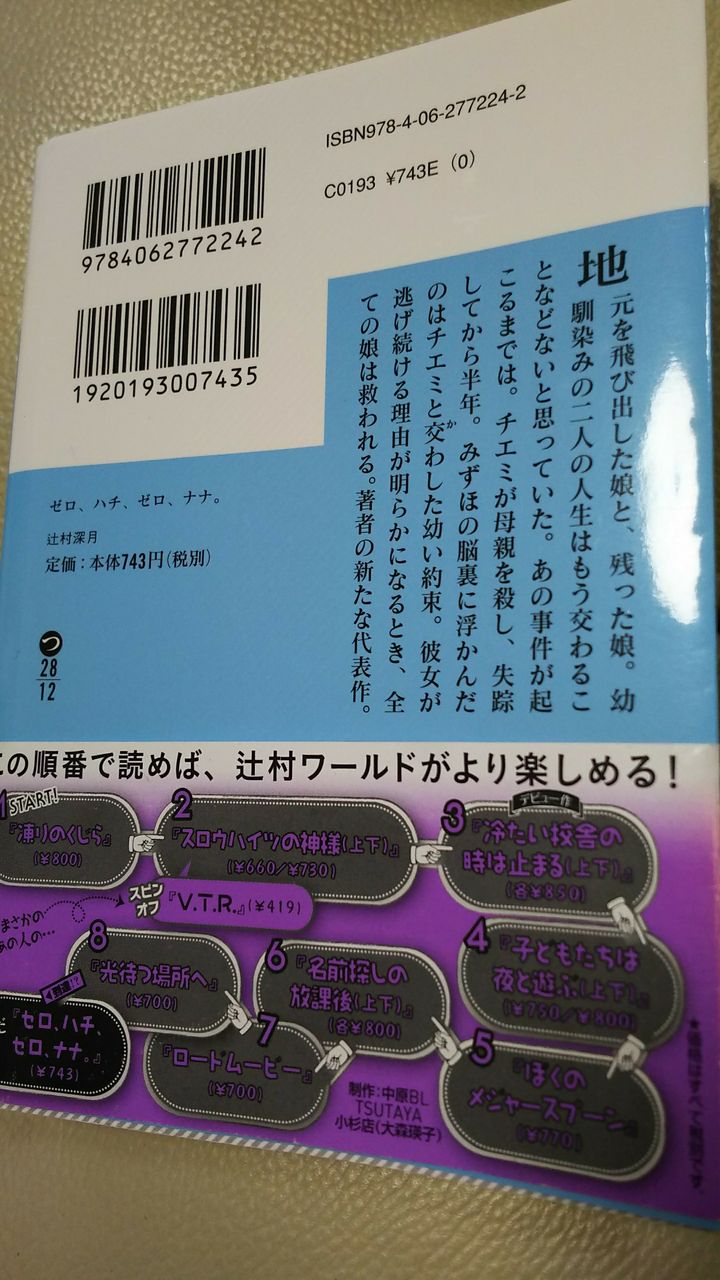 ISBN978-4-06-277224-2
C0193 ¥743E (0)
9784062772242
1920193007435
地元を飛び出した娘と、残った娘。幼
馴染みの二人の人生はもう交わるこ
となどないと思っていた。あの事件が起
こるまでは。チエミが母親を殺し、失踪
してから半年。みずほの脳裏に浮かんだ
のはチエミと交わした幼い約束。彼女が
か
逃げ続ける理由が明らかになるとき、全
ての娘は救われる。著者の新たな代表作。
ゼロ、ハチ、ゼロ、ナナ。
辻村深月
定価:本体743円(税別)
つ
28
12
の順番で読めば、辻村ワールドがより楽しめる!
START!
1
『凍りのくじら』
(¥800)
2
『スロウハイツの神様(上下)』
(¥660/¥730)
デビュー作
3
『冷たい校舎の
時は止まる(上下)』
(各¥850)
まさかの
あの人の…
スピン
オフ
『V.T.R.』(¥419)
4
『子どもたちは
夜と遊ぶ(上下)』
(¥750/¥800)
5
『ぼくの
メジャースプーン』
(¥770)
6
『名前探しの
放課後(上下)』
(各¥800)
7
『ロードムービー』
(¥700)
8
『光待つ場所へ』
(¥700)
『ゼロ、ハチ、
ゼロ、ナナ。』
(¥743)
制作:中原BL
TSUTAYA
小杉店(大森瑛子)
★価格はすべて税別です。